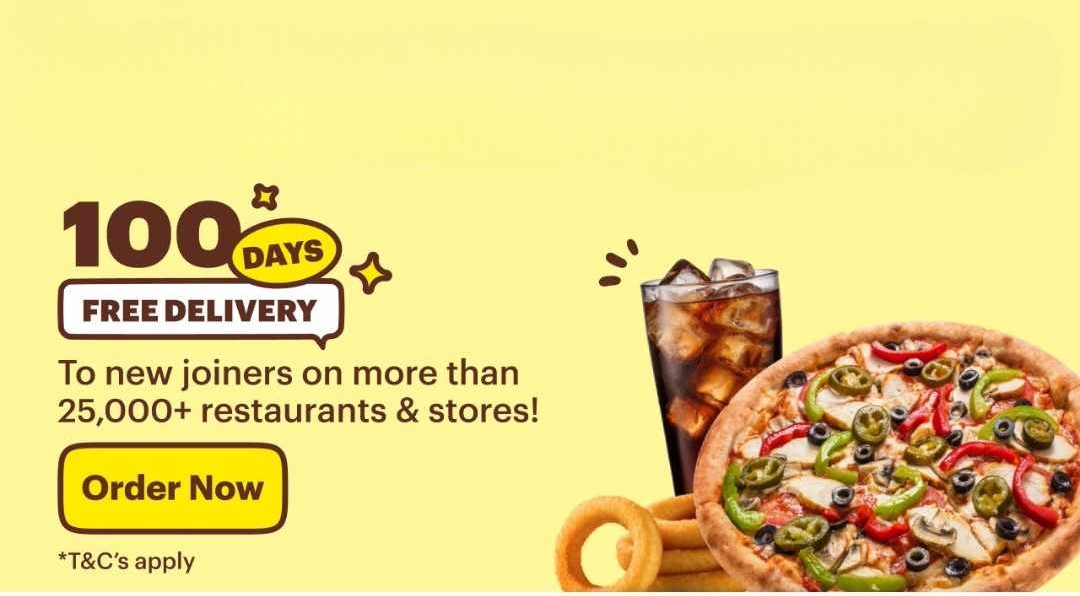 100
DAYS
FREE DELIVERY
To new joiners on more than
25,000+ restaurants & stores!
Order Now
*T&C's apply